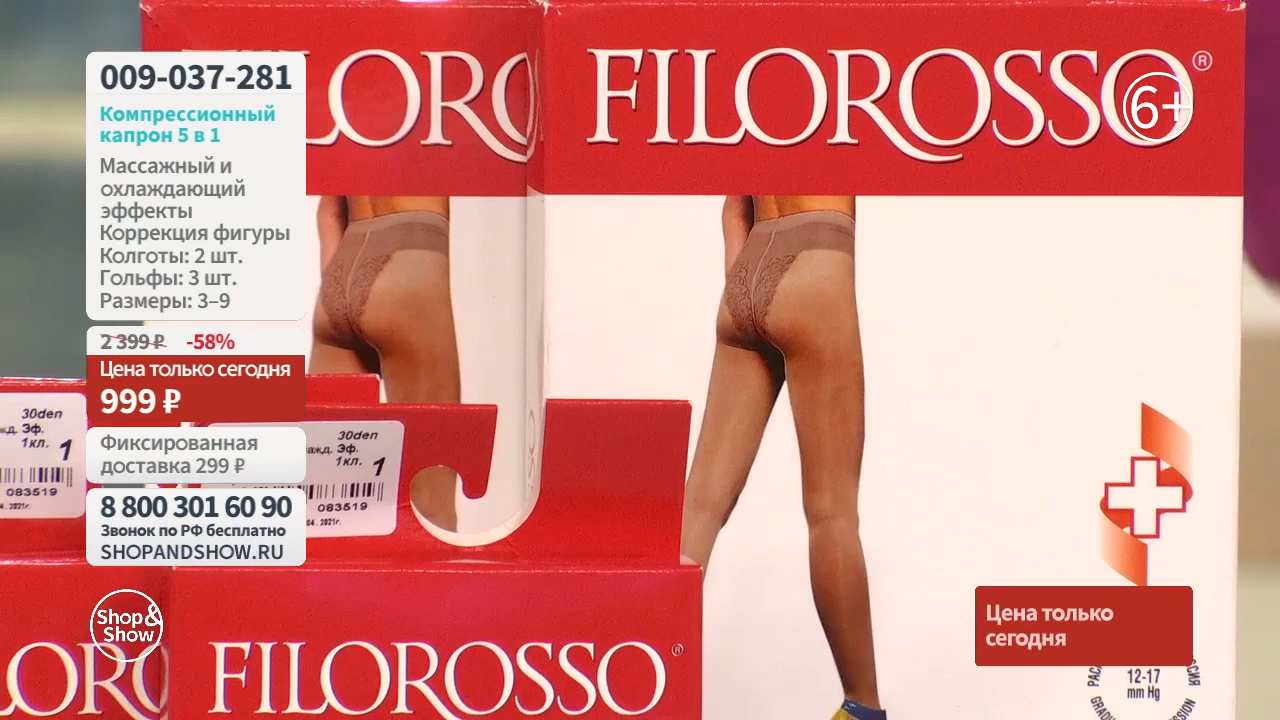 009-037-281
Компрессионный
капрон 5 в 1
Массажный и
охлаждающий
эффекты
Коррекция фигуры
Колготы: 2 шт.
Гольфы: 3 шт.
Размеры: 3–9
2 399 ₽ -58%
Цена только сегодня
999 ₽
Фиксированная
доставка 299 ₽
8 800 301 60 90
Звонок по РФ бесплатно
SHOPANDSHOW.RU
Shop&
Show
FILOROSSO®
6+
30den
Эф.
1кл. 1
083519
30den
Эф.
1кл. 1
083519
FILOROSSO®
Цена только
сегодня
12-17
mm Hg